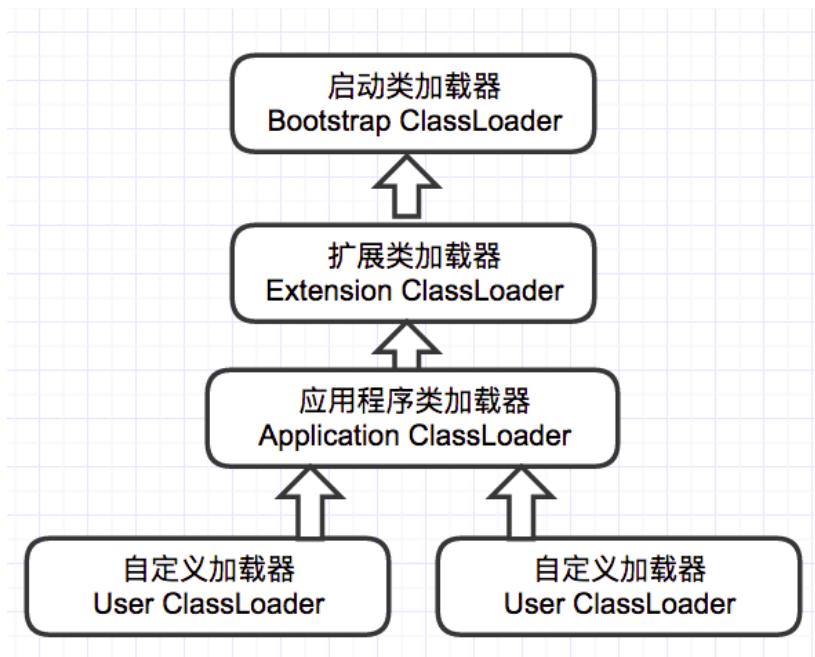 启动类加载器
Bootstrap ClassLoader
扩展类加载器
Extension ClassLoader
应用程序类加载器
Application ClassLoader
自定义加载器
User ClassLoader
自定义加载器
User ClassLoader